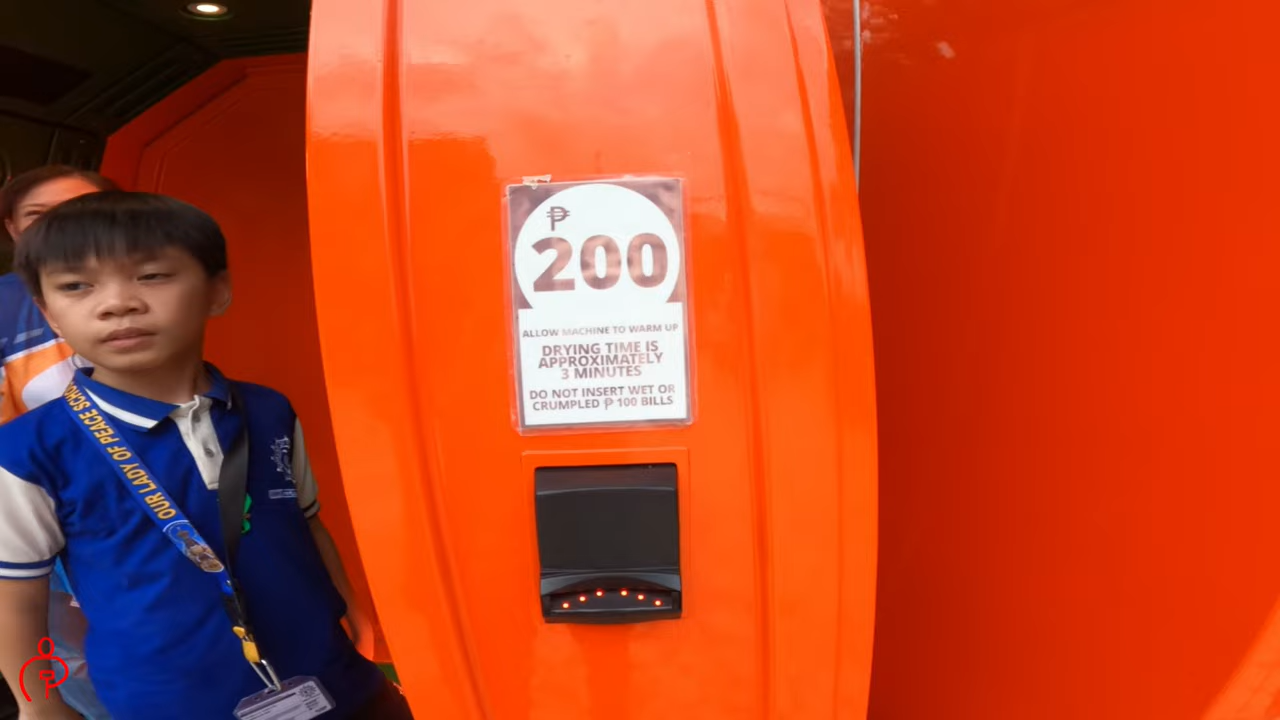 ₱
200
ALLOW MACHINE TO WARM UP
DRYING TIME IS
APPROXIMATELY
3 MINUTES
DO NOT INSERT WET OR
CRUMPLED ₱ 100 BILLS
OUR LADY OF PEACE SCHO